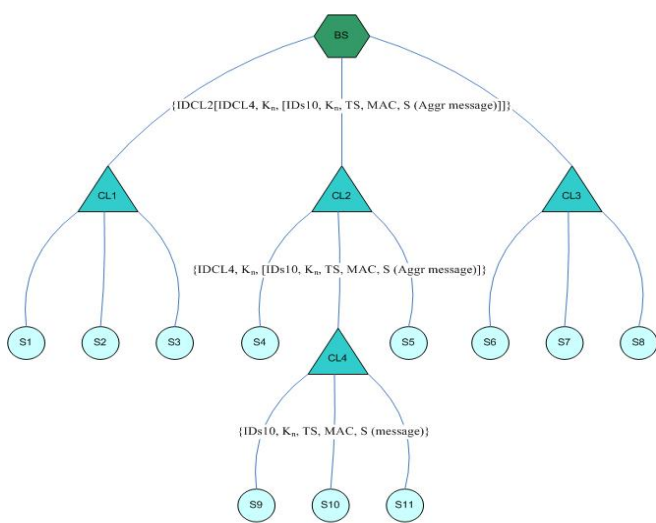 BS
{IDCL2[IDCL4, Kn, [IDs10, Kn, TS, MAC, S (Aggr message)]]}
CL1
CL2
CL3
{IDCL4, Kn, [IDs10, Kn, TS, MAC, S (Aggr message)]}
S1
S2
S3
S4
S5
S6
S7
S8
CL4
{IDs10, Kn, TS, MAC, S (message)}
S9
S10
S11